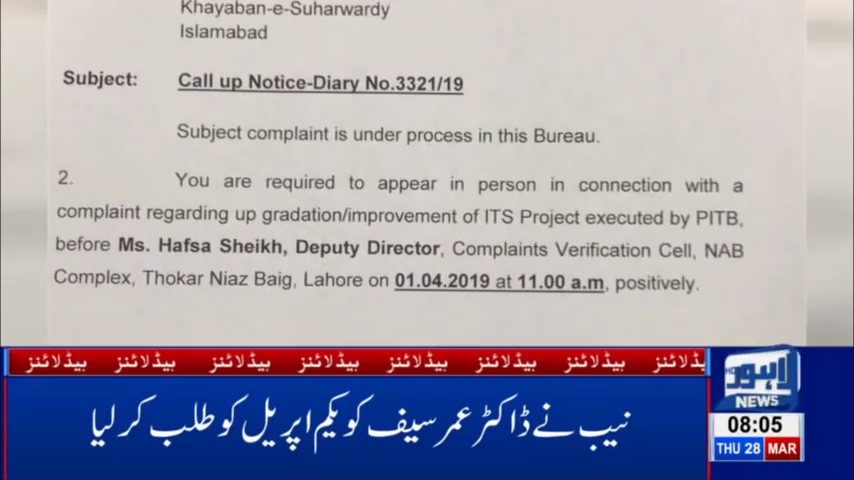 Khayaban-e-Suharwardy
Islamabad
Subject: Call up Notice-Diary No.3321/19
Subject complaint is under process in this Bureau.
2. You are required to appear in person in connection with a
complaint regarding up gradation/improvement of ITS Project executed by PITB,
before Ms. Hafsa Sheikh, Deputy Director, Complaints Verification Cell, NAB
Complex, Thokar Niaz Baig, Lahore on 01.04.2019 at 11.00 a.m, positively.
ہیڈلائنز ہیڈلائنز ہیڈلائنز ہیڈلائنز ہیڈلائنز ہیڈلائنز ہیڈلائنز ہیڈلائنز
نیب نے ڈاکٹر عمر سیف کو یکم اپریل کو طلب کرلیا
لاہور
HD
NEWS
08:05
THU 28 MAR